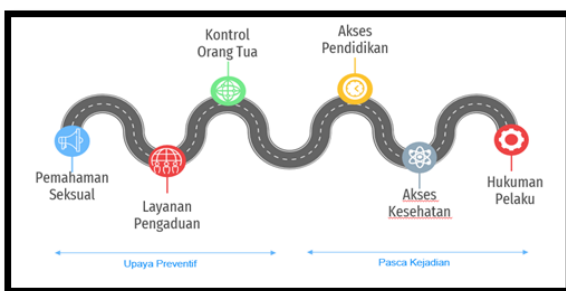 Kontrol
Orang Tua
Akses
Pendidikan
Pemahaman
Seksual
Layanan
Pengaduan
Akses
Kesehatan
Hukuman
Pelaku
Upaya Preventif
Pasca Kejadian